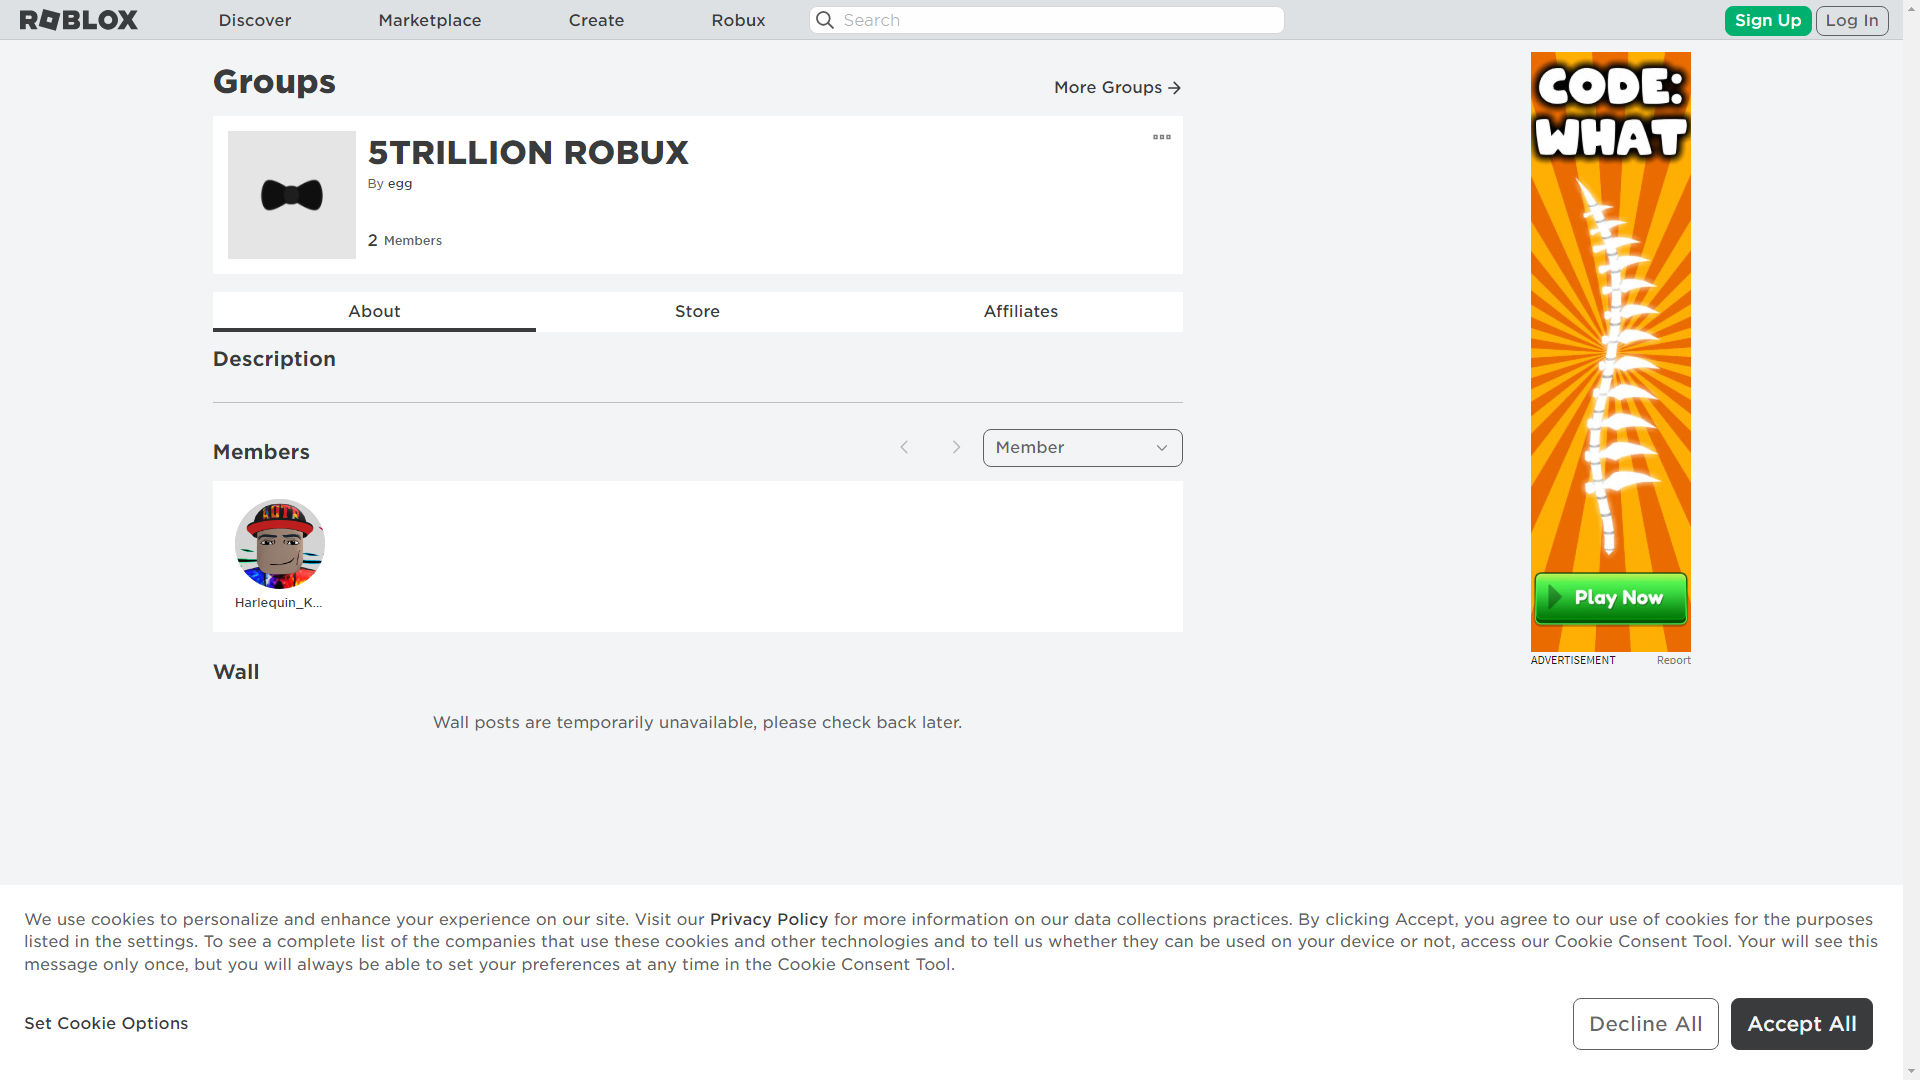 ROBLOX
Discover
Marketplace
Create
Robux
Search
Sign Up
Log In
Groups
More Groups
5TRILLION ROBUX
By egg
2 Members
About
Store
Affiliates
Description
Members
Member
Harlequin_K...
Wall
Wall posts are temporarily unavailable, please check back later.
CODE:
WHAT
Play Now
ADVERTISEMENT
Report
We use cookies to personalize and enhance your experience on our site. Visit our Privacy Policy for more information on our data collections practices. By clicking Accept, you agree to our use of cookies for the purposes
listed in the settings. To see a complete list of the companies that use these cookies and other technologies and to tell us whether they can be used on your device or not, access our Cookie Consent Tool. Your will see this
message only once, but you will always be able to set your preferences at any time in the Cookie Consent Tool.
Set Cookie Options
Decline All
Accept All